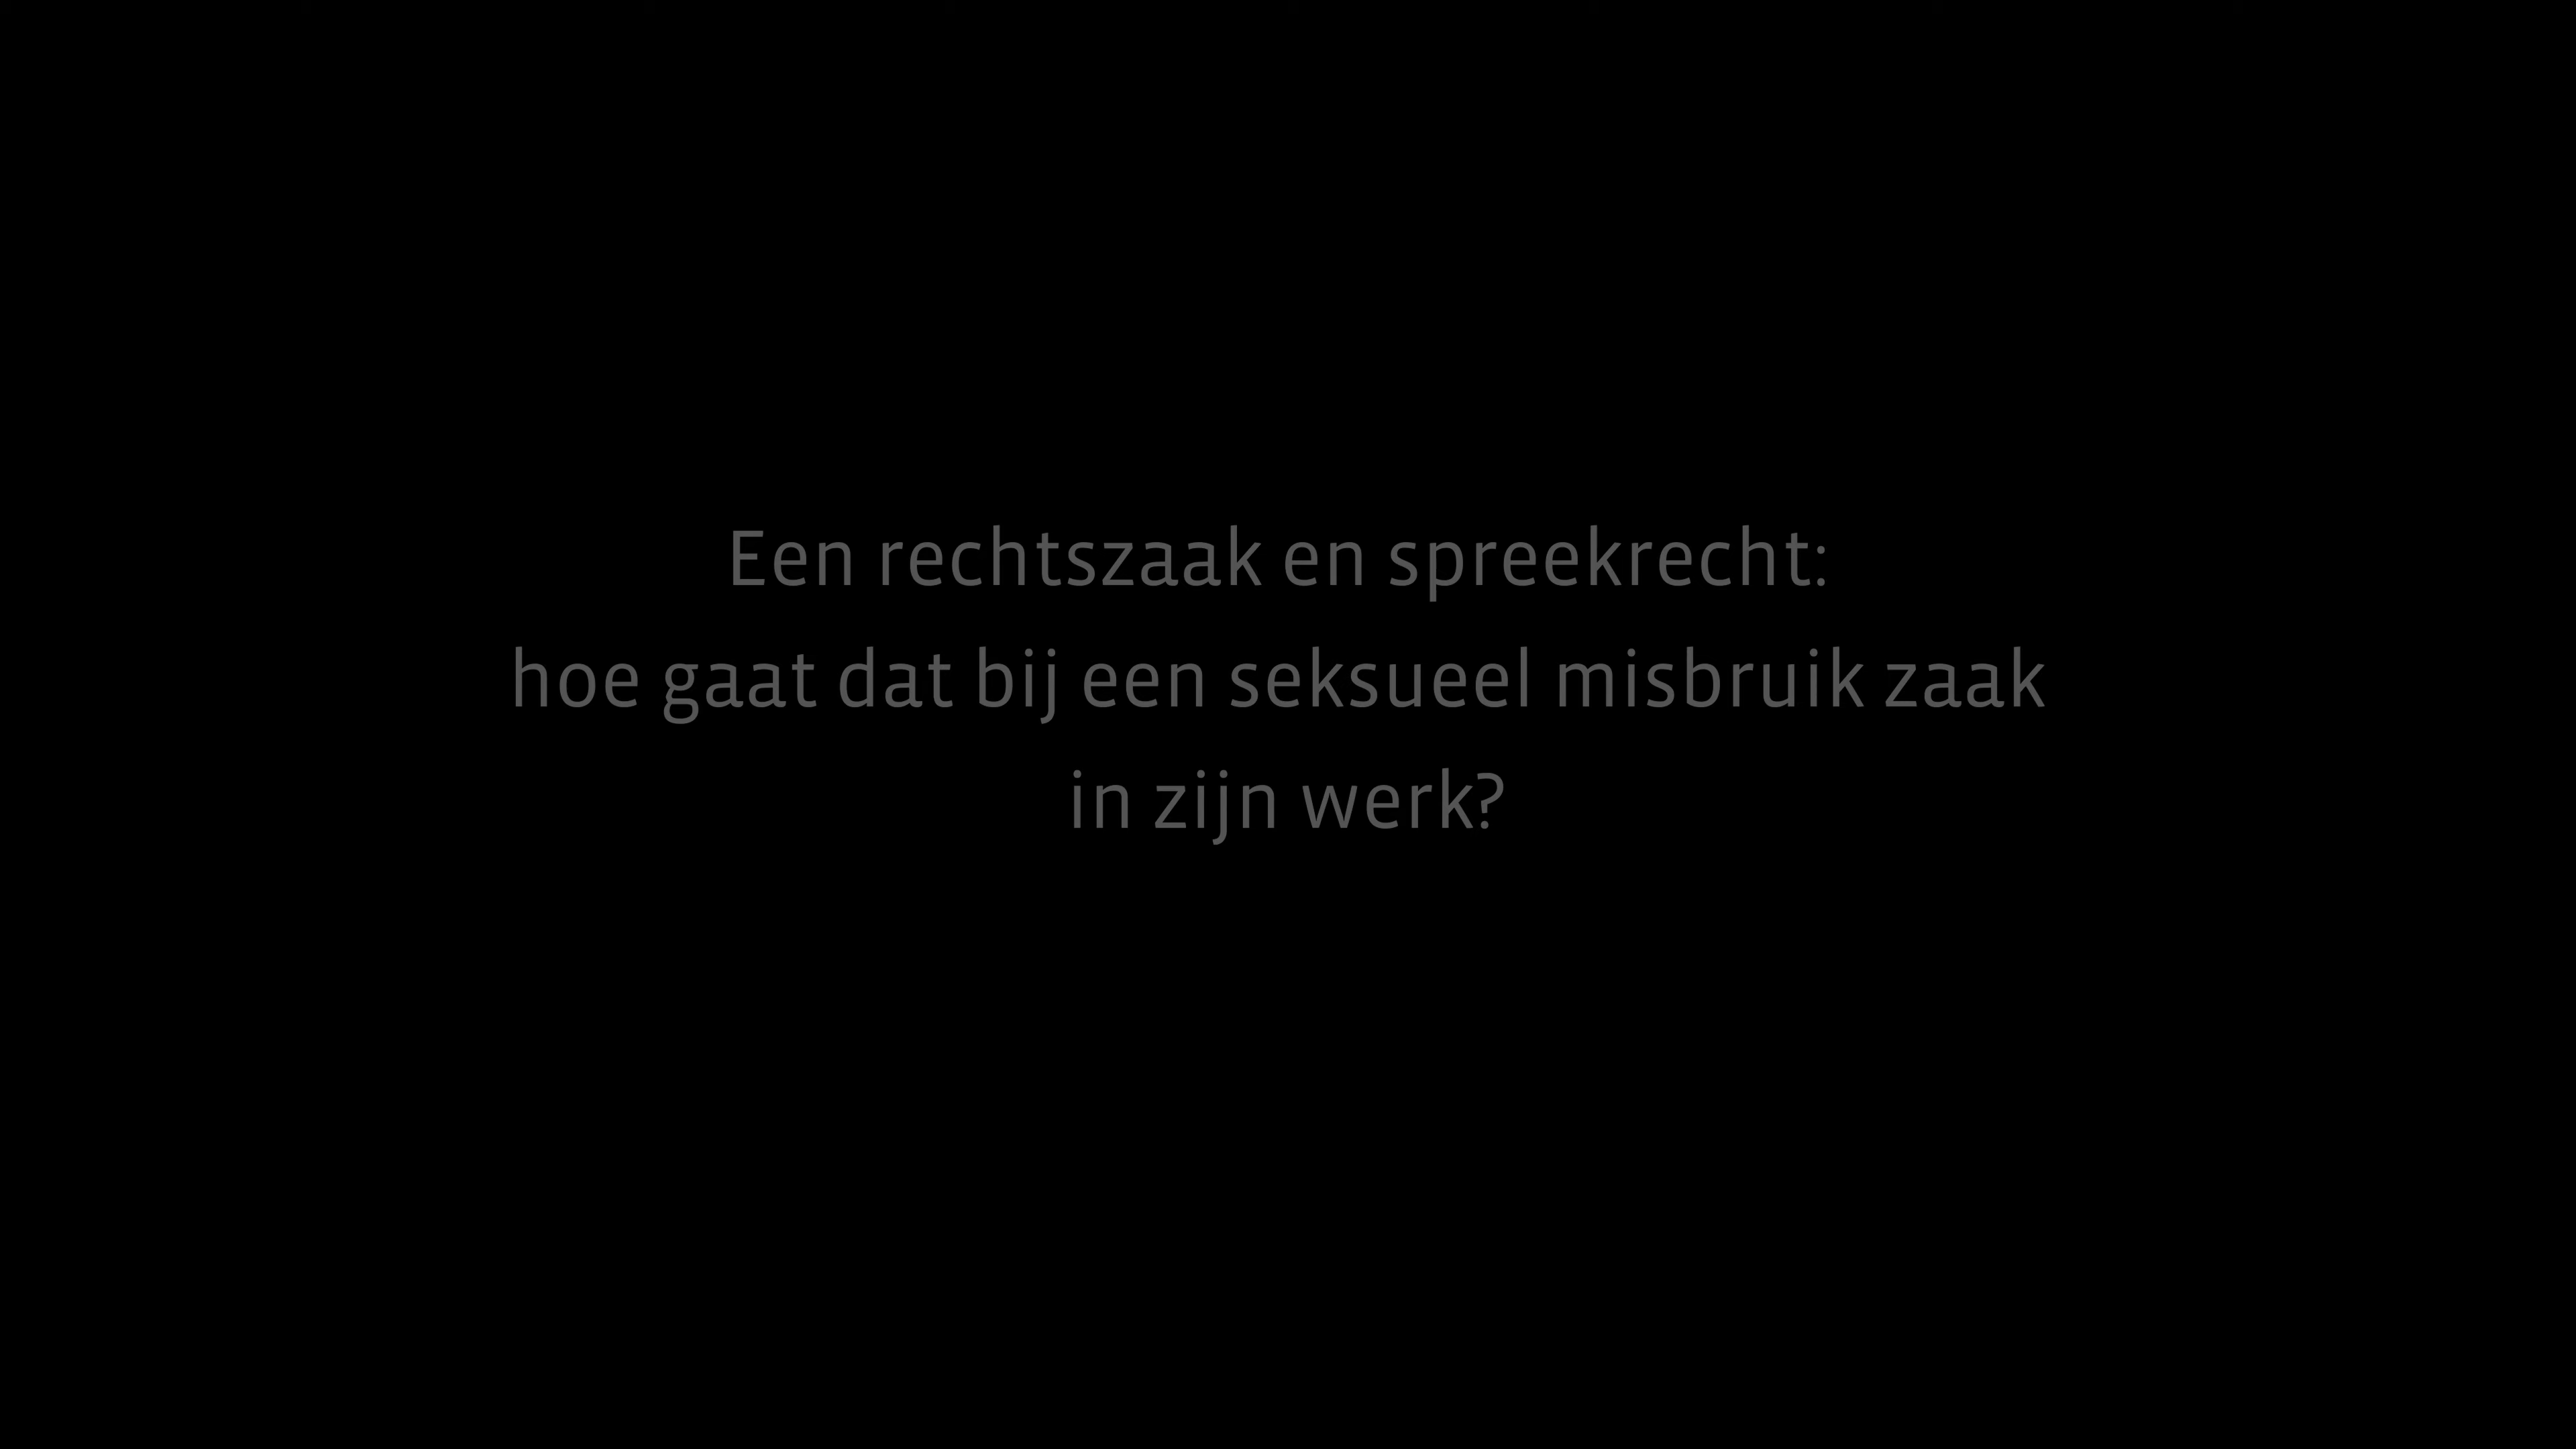 Een rechtszaak en spreekrecht:
hoe gaat dat bij een seksueel misbruik zaak
in zijn werk?